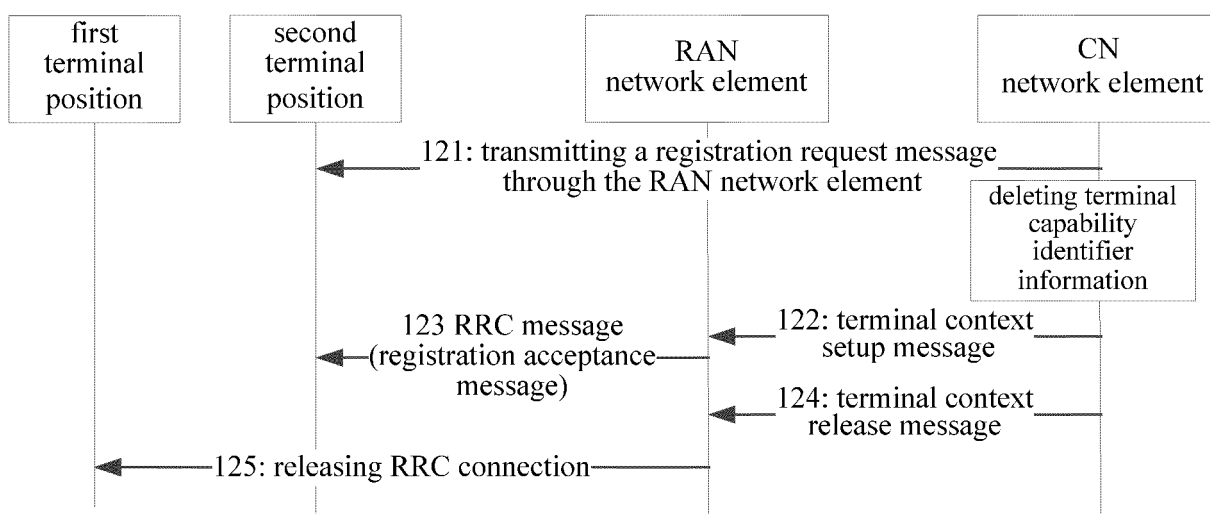 first
terminal
position
second
terminal
position
RAN
network element
CN
network element
121: transmitting a registration request message
through the RAN network element
deleting terminal
capability
identifier
information
122: terminal context
setup message
123 RRC message
(registration acceptance
message)
124: terminal context
release message
125: releasing RRC connection